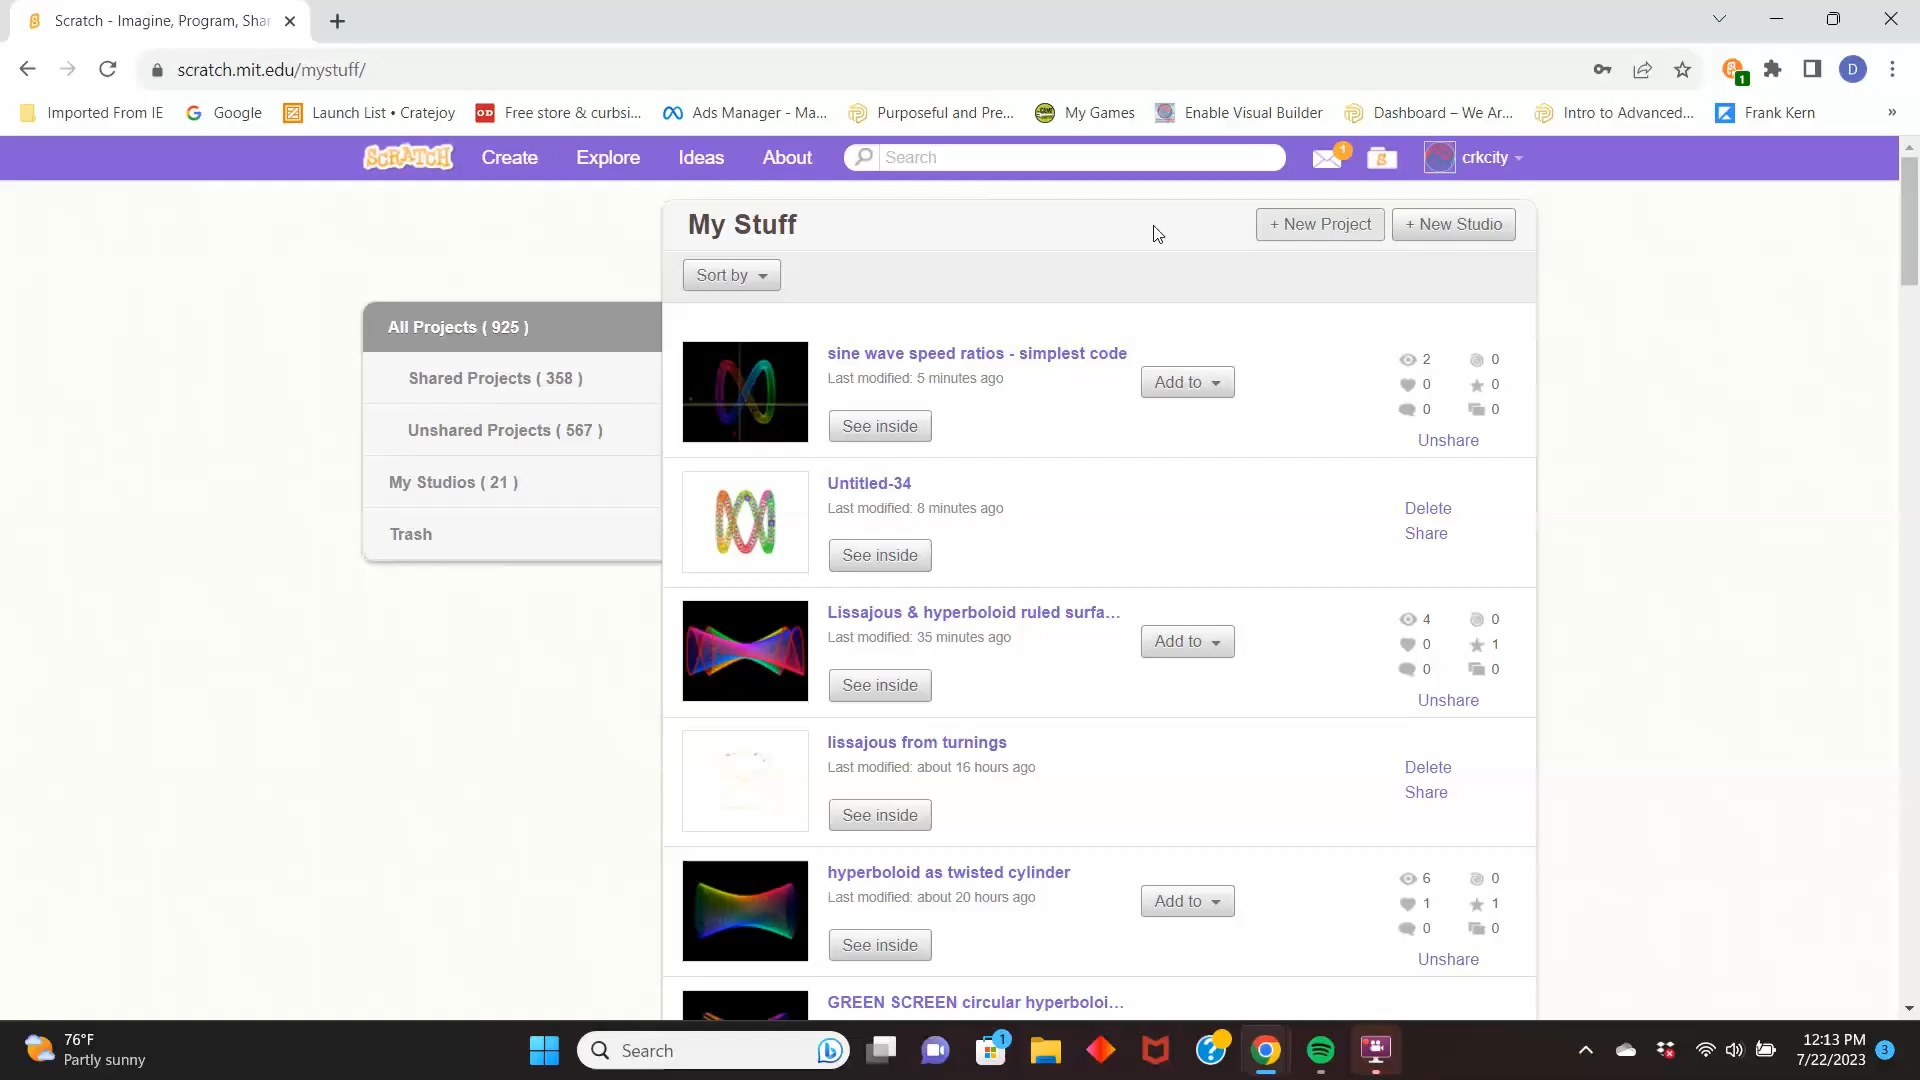 Scratch - Imagine, Program, Shar
scratch.mit.edu/mystuff/
1
D
Imported From IE
Google
Launch List • Cratejoy
Free store & curbsi...
Ads Manager - Ma...
Purposeful and Pre...
My Games
Enable Visual Builder
Dashboard – We Ar...
Intro to Advanced...
Frank Kern
»
SCRATCH
Create
Explore
Ideas
About
Search
1
crkcity
My Stuff
+ New Project
+ New Studio
Sort by
All Projects ( 925 )
Shared Projects ( 358 )
Unshared Projects ( 567 )
My Studios ( 21 )
Trash
sine wave speed ratios - simplest code
Last modified: 5 minutes ago
See inside
Add to
2 0
0 0
0 0
Unshare
Untitled-34
Last modified: 8 minutes ago
See inside
Delete
Share
Lissajous & hyperboloid ruled surfa...
Last modified: 35 minutes ago
See inside
Add to
4 0
0 1
0 0
Unshare
lissajous from turnings
Last modified: about 16 hours ago
See inside
Delete
Share
hyperboloid as twisted cylinder
Last modified: about 20 hours ago
See inside
Add to
6 0
1 1
0 0
Unshare
GREEN SCREEN circular hyperboloi...
76°F
Partly sunny
Search
1
12:13 PM
7/22/2023
3